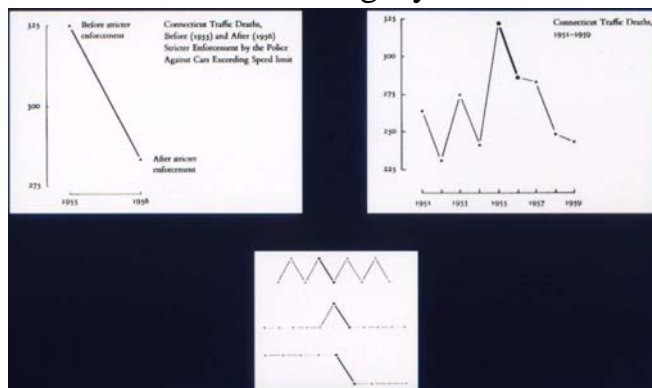 325
Before stricter
enforcement
Connecticut Traffic Deaths,
Before (1955) and After (1956)
Stricter Enforcement by the Police
Against Cars Exceeding Speed limit
300
After stricter
enforcement
275
1955 1956
325
Connecticut Traffic Deaths,
1951-1959
300
275
250
225
1951 1953 1955 1957 1959